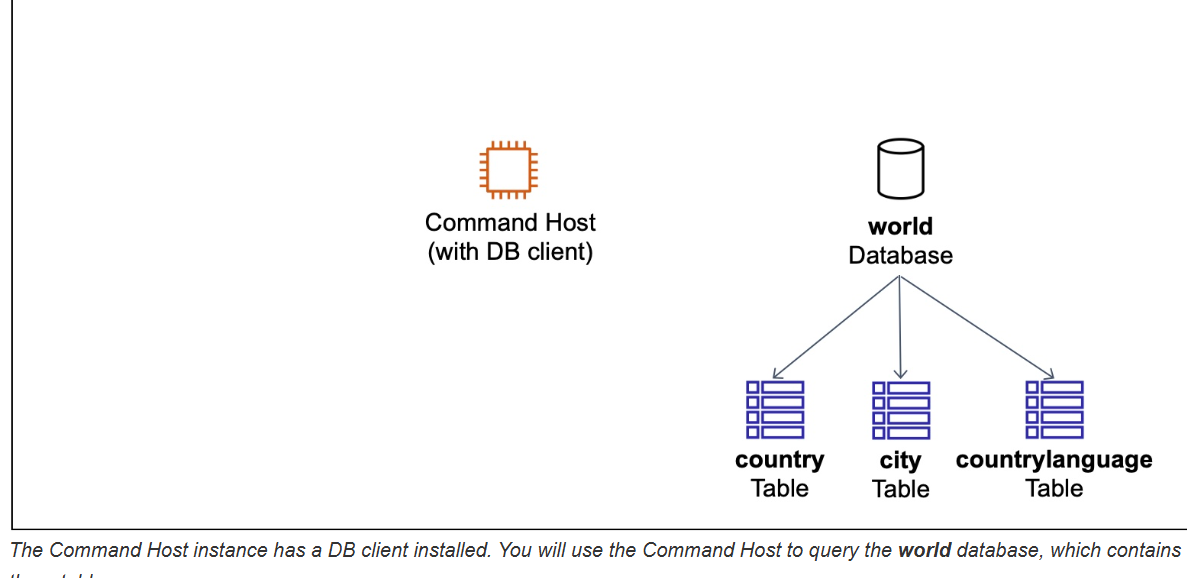 Command Host
(with DB client)
world
Database
country
Table
city
Table
countrylanguage
Table
The Command Host instance has a DB client installed. You will use the Command Host to query the world database, which contains